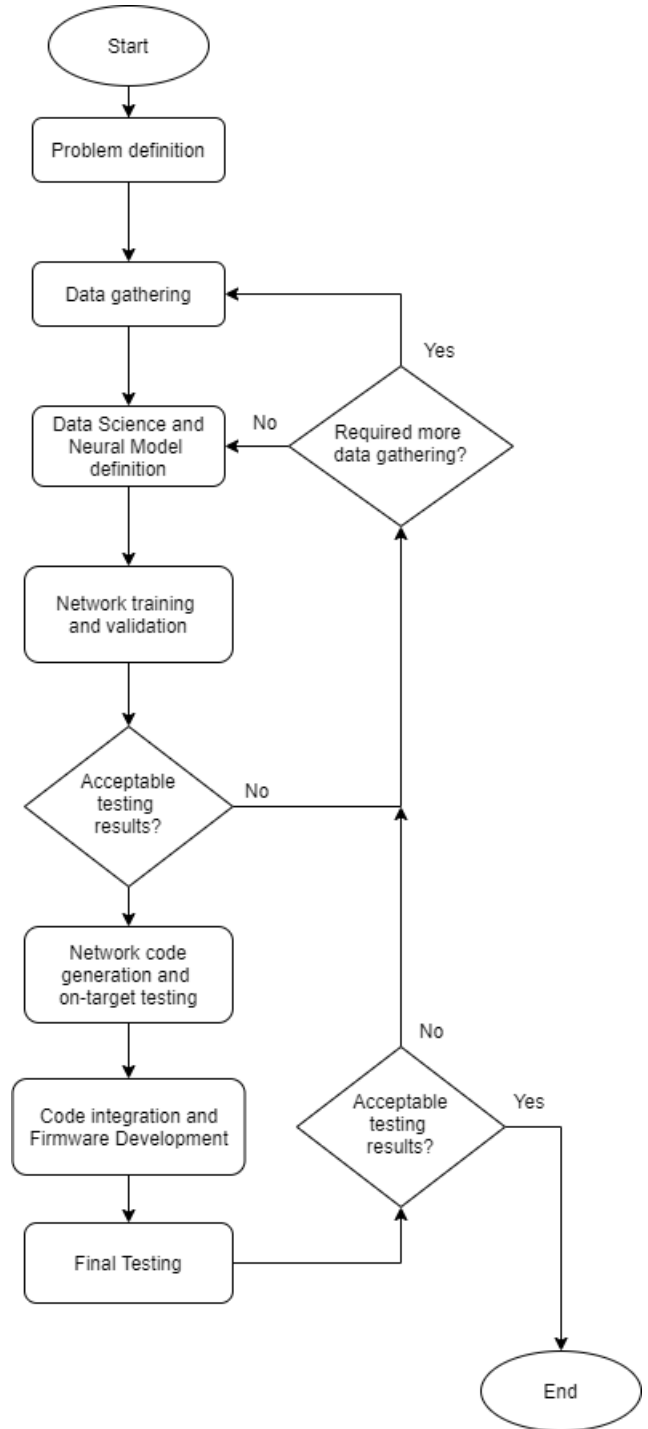 Start
Problem definition
Data gathering
Yes
No
Data Science and
Neural Model
definition
Required more
data gathering?
Network training
and validation
Acceptable
testing
results?
No
Network code
generation and
on-target testing
No
Code integration and
Firmware Development
Acceptable
testing
results?
Yes
Final Testing
End